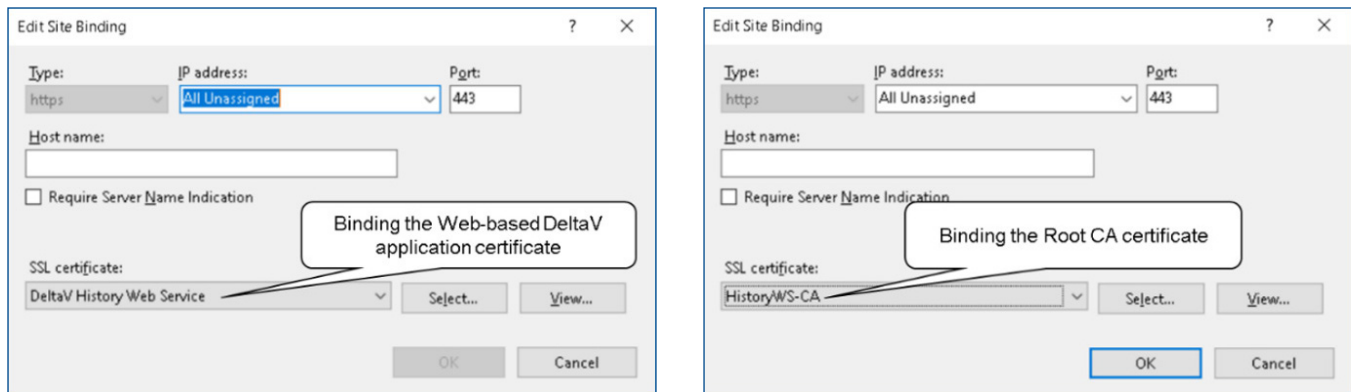 Edit Site Binding
?
Type:
IP address:
Port:
https
All Unassigned
443
Host name:
Require Server Name Indication
Binding the Web-based DeltaV
application certificate
SSL certificate:
DeltaV History Web Service
Select...
View...
OK
Cancel
Edit Site Binding
?
Type:
IP address:
Port:
https
All Unassigned
443
Host name:
Require Server Name Indication
Binding the Root CA certificate
SSL certificate:
HistoryWS-CA
Select...
View...
OK
Cancel